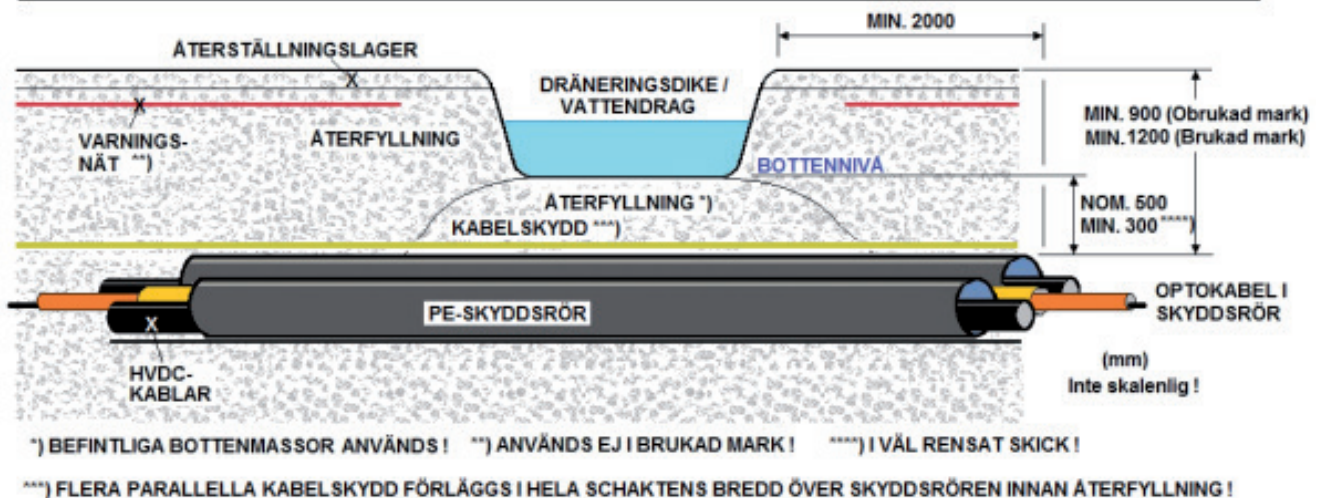 MIN. 2000
ÅTERSTÄLLNINGSLAGER
DRÄNERINGSDIKE /
VATTENDRAG
MIN. 900 (Obrukad mark)
MIN. 1200 (Brukad mark)
VARNINGS-
NÄT **)
ÅTERFYLLNING
BOTTENNIVÅ
ÅTERFYLLNING *)
KABELSKYDD ***)
NOM. 500
MIN. 300 ****)
PE-SKYDDSRÖR
OPTOKABEL I
SKYDDSRÖR
HVDC-
KABLAR
(mm)
Inte skalenlig !
*) BEFINTLIGA BOTTENMASSOR ANVÄNDS ! **) ANVÄNDS EJ I BRUKAD MARK ! ****) I VÄL RENSAT SKICK !
***) FLERA PARALLELLA KABELSKYDD FÖRLÄGGS I HELA SCHAKTENS BREDD ÖVER SKYDDSRÖREN INNAN ÅTERFYLLNING !